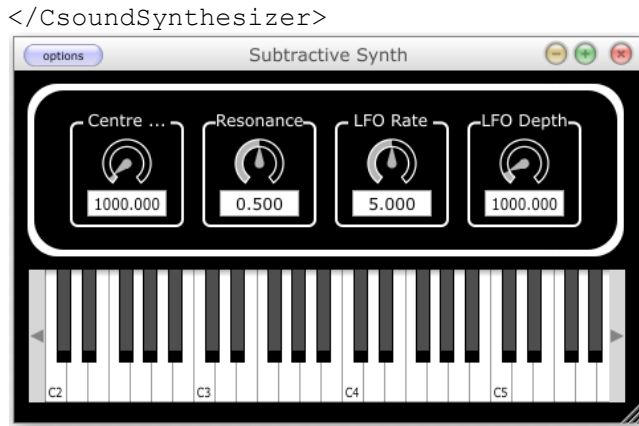 </CsoundSynthesizer>
options Subtractive Synth
Centre ... Resonance LFO Rate LFO Depth
1000.000 0.500 5.000 1000.000
C2 C3 C4 C5